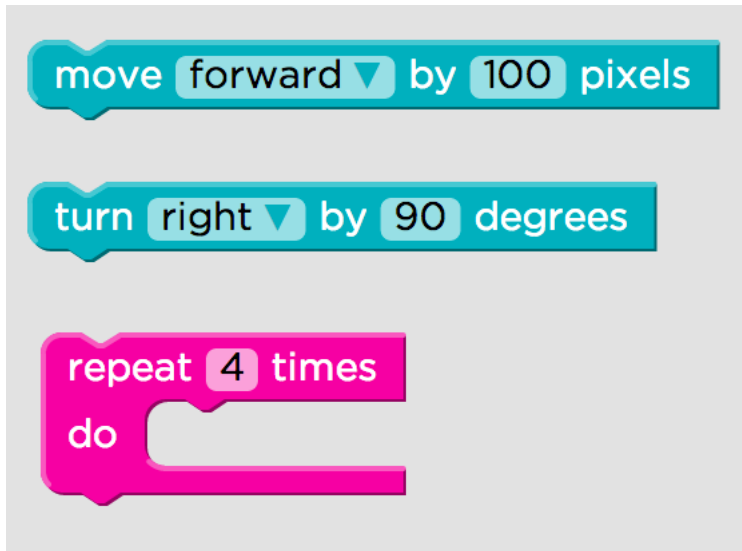 move forward ▼ by 100 pixels
turn right ▼ by 90 degrees
repeat 4 times
do